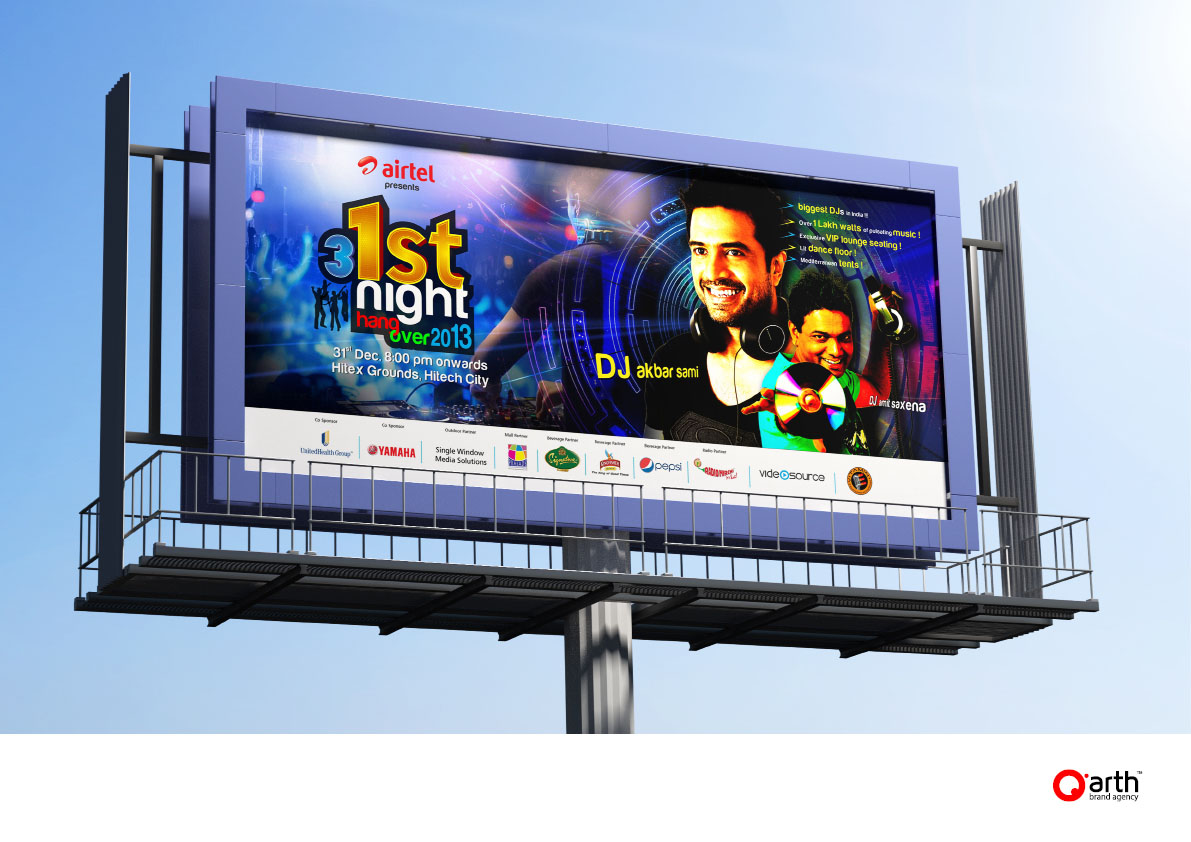 airtel
presents
31st
night
hang
over2013
31st Dec, 8:00 pm onwards
Hitex Grounds, Hitech City
biggest DJs in India !!
Over 1 Lakh watts of pulsating music !
Exclusive VIP lounge seating !
Lit dance floor !
Mediterranean tents !
DJ akbar sami
DJ amit saxena
Co Sponsor
UnitedHealth Group
Co Sponsor
YAMAHA
Outdoor Partner
Single Window
Media Solutions
Mall Partner
Beverage Partner
Signature
Beverage Partner
Beverage Partner
pepsi
Radio Partner
videosource
arth™
brand agency